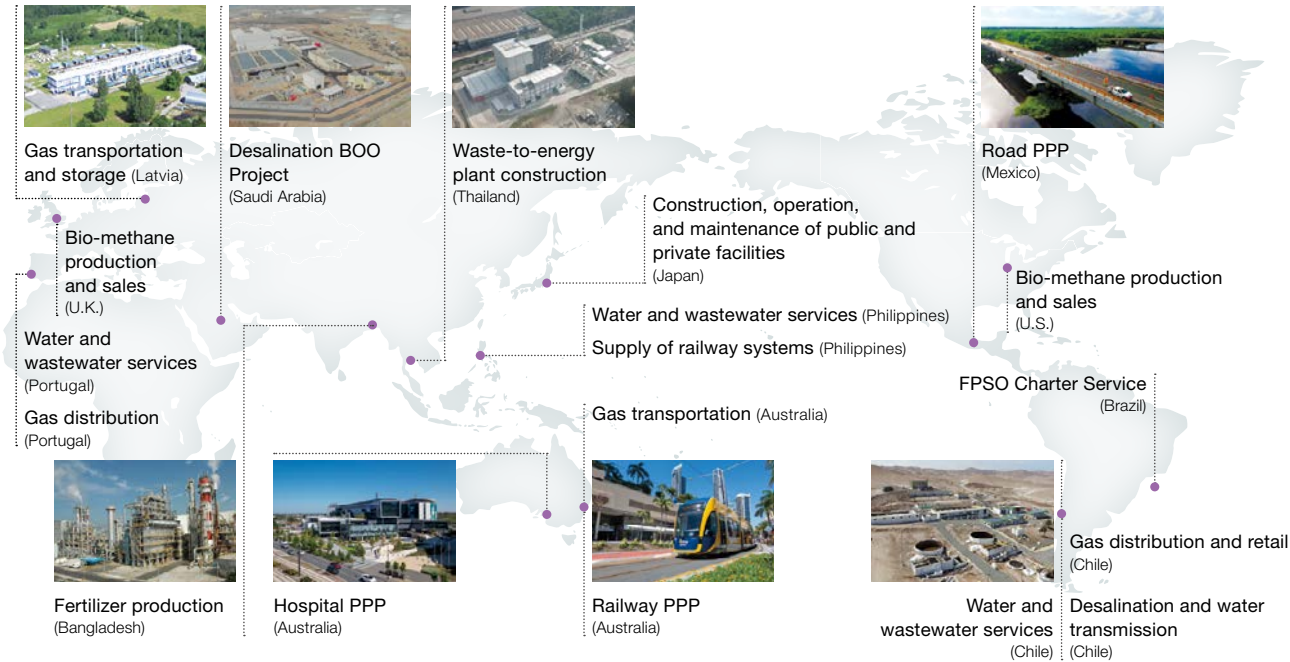 Gas transportation
and storage (Latvia)
Desalination BOO
Project
(Saudi Arabia)
Waste-to-energy
plant construction
(Thailand)
Road PPP
(Mexico)
Bio-methane
production
and sales
(U.K.)
Construction, operation,
and maintenance of public and
private facilities
(Japan)
Bio-methane production
and sales
(U.S.)
Water and
wastewater services
(Portugal)
Gas distribution
(Portugal)
Water and wastewater services (Philippines)
Supply of railway systems (Philippines)
FPSO Charter Service
(Brazil)
Gas transportation (Australia)
Fertilizer production
(Bangladesh)
Hospital PPP
(Australia)
Railway PPP
(Australia)
Gas distribution and retail
(Chile)
Water and
wastewater services
(Chile)
Desalination and water
transmission
(Chile)